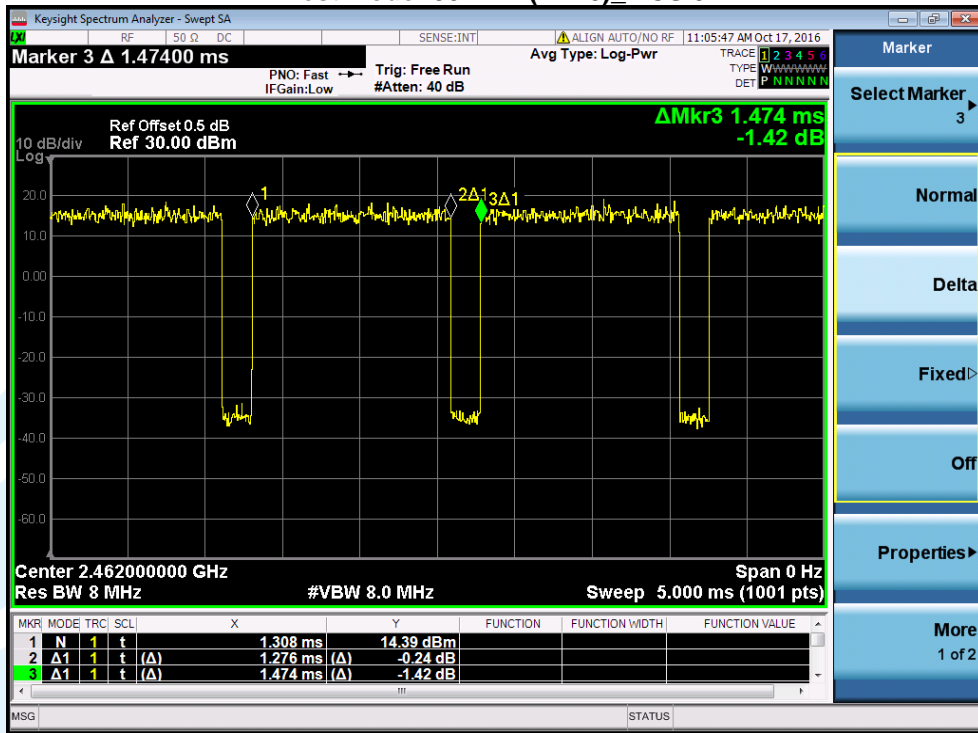 Keysight Spectrum Analyzer - Swept SA
LXI RF 50 Ω DC SENSE:INT ALIGN AUTO/NO RF 11:05:47 AM Oct 17, 2016
Marker 3 Δ 1.47400 ms
PNO: Fast
IFGain:Low
Trig: Free Run
#Atten: 40 dB
Avg Type: Log-Pwr
TRACE 1 2 3 4 5 6
TYPE WWWWWW
DET P NNNNN
ΔMkr3 1.474 ms
-1.42 dB
Ref Offset 0.5 dB
10 dB/div Ref 30.00 dBm
Log
20.0
10.0
0.00
-10.0
-20.0
-30.0
-40.0
-50.0
-60.0
1
2Δ1
3Δ1
Center 2.462000000 GHz Span 0 Hz
Res BW 8 MHz #VBW 8.0 MHz Sweep 5.000 ms (1001 pts)
MKR MODE TRC SCL X Y FUNCTION FUNCTION WIDTH FUNCTION VALUE
1 N 1 t 1.308 ms 14.39 dBm
2 Δ1 1 t (Δ) 1.276 ms (Δ) -0.24 dB
3 Δ1 1 t (Δ) 1.474 ms (Δ) -1.42 dB
MSG STATUS
Marker
Select Marker
3
Normal
Delta
Fixed
Off
Properties
More
1 of 2